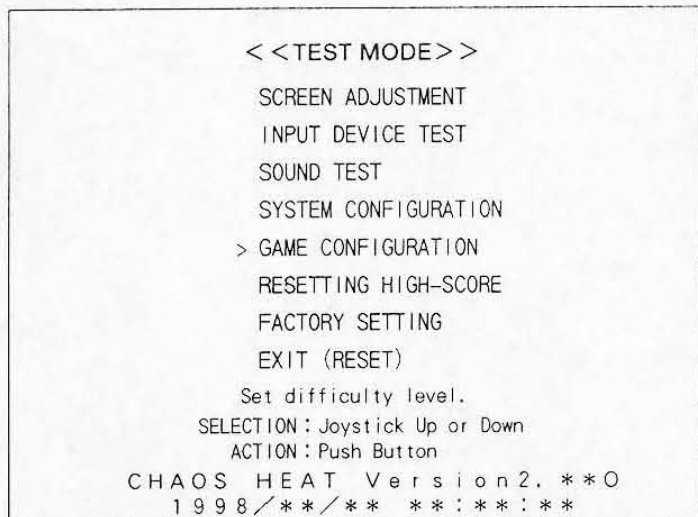 < <TEST MODE> >
SCREEN ADJUSTMENT
INPUT DEVICE TEST
SOUND TEST
SYSTEM CONFIGURATION
> GAME CONFIGURATION
RESETTING HIGH-SCORE
FACTORY SETTING
EXIT (RESET)
Set difficulty level.
SELECTION : Joystick Up or Down
ACTION : Push Button
CHAOS HEAT Version2. **O
1998/**/** **:**:**